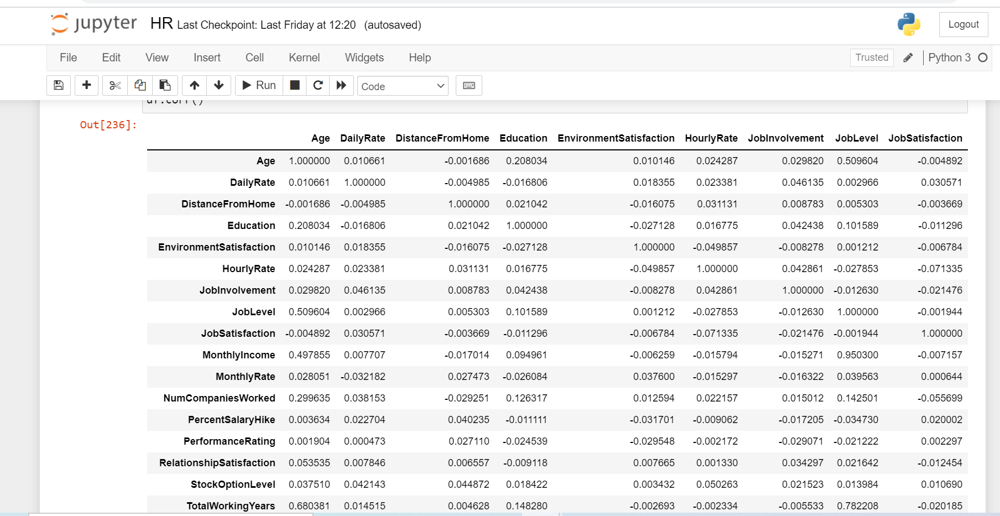 jupyter HR Last Checkpoint: Last Friday at 12:20 (autosaved) Logout
File Edit View Insert Cell Kernel Widgets Help Trusted Python 3
Run Code
df.corr()
Out[236]:
Age DailyRate DistanceFromHome Education EnvironmentSatisfaction HourlyRate JobInvolvement JobLevel JobSatisfaction
Age 1.000000 0.010661 -0.001686 0.208034 0.010146 0.024287 0.029820 0.509604 -0.004892
DailyRate 0.010661 1.000000 -0.004985 -0.016806 0.018355 0.023381 0.046135 0.002966 0.030571
DistanceFromHome -0.001686 -0.004985 1.000000 0.021042 -0.016075 0.031131 0.008783 0.005303 -0.003669
Education 0.208034 -0.016806 0.021042 1.000000 -0.027128 0.016775 0.042438 0.101589 -0.011296
EnvironmentSatisfaction 0.010146 0.018355 -0.016075 -0.027128 1.000000 -0.049857 -0.008278 0.001212 -0.006784
HourlyRate 0.024287 0.023381 0.031131 0.016775 -0.049857 1.000000 0.042861 -0.027853 -0.071335
JobInvolvement 0.029820 0.046135 0.008783 0.042438 -0.008278 0.042861 1.000000 -0.012630 -0.021476
JobLevel 0.509604 0.002966 0.005303 0.101589 0.001212 -0.027853 -0.012630 1.000000 -0.001944
JobSatisfaction -0.004892 0.030571 -0.003669 -0.011296 -0.006784 -0.071335 -0.021476 -0.001944 1.000000
MonthlyIncome 0.497855 0.007707 -0.017014 0.094961 -0.006259 -0.015794 -0.015271 0.950300 -0.007157
MonthlyRate 0.028051 -0.032182 0.027473 -0.026084 0.037600 -0.015297 -0.016322 0.039563 0.000644
NumCompaniesWorked 0.299635 0.038153 -0.029251 0.126317 0.012594 0.022157 0.015012 0.142501 -0.055699
PercentSalaryHike 0.003634 0.022704 0.040235 -0.011111 -0.031701 -0.009062 -0.017205 -0.034730 0.020002
PerformanceRating 0.001904 0.000473 0.027110 -0.024539 -0.029548 -0.002172 -0.029071 -0.021222 0.002297
RelationshipSatisfaction 0.053535 0.007846 0.006557 -0.009118 0.007665 0.001330 0.034297 0.021642 -0.012454
StockOptionLevel 0.037510 0.042143 0.044872 0.018422 0.003432 0.050263 0.021523 0.013984 0.010690
TotalWorkingYears 0.680381 0.014515 0.004628 0.148280 -0.002693 -0.002334 -0.005533 0.782208 -0.020185